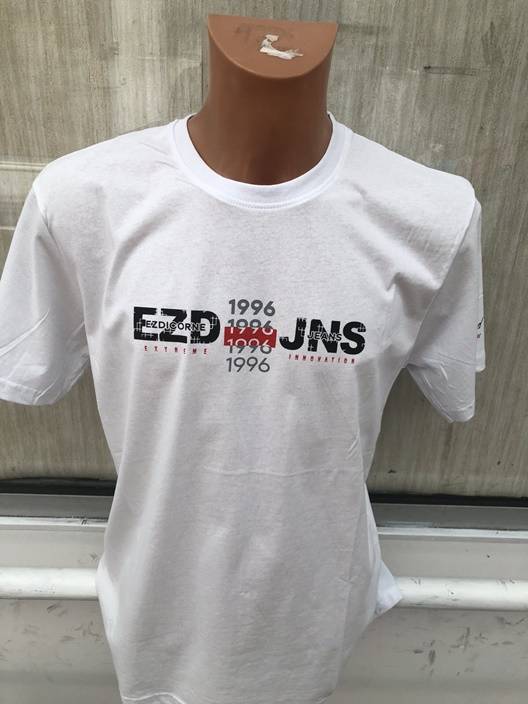 1996
EZD 1996 JNS
EZDICORNE JEANS
EXTREME 1996 INNOVATION
1996